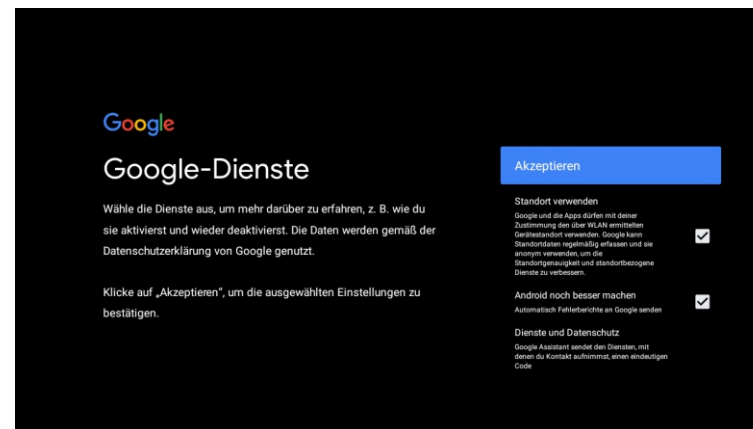 Google
Google-Dienste
Wähle die Dienste aus, um mehr darüber zu erfahren, z. B. wie du
sie aktivierst und wieder deaktivierst. Die Daten werden gemäß der
Datenschutzerklärung von Google genutzt.
Klicke auf „Akzeptieren“, um die ausgewählten Einstellungen zu
bestätigen.
Akzeptieren
Standort verwenden
Google und die Apps dürfen mit deiner
Zustimmung den über WLAN ermittelten
Gerätestandort verwenden. Google kann
Standortdaten regelmäßig erfassen und sie
anonym verwenden, um die
Standortgenauigkeit und standortbezogene
Dienste zu verbessern.
Android noch besser machen
Automatisch Fehlerberichte an Google senden
Dienste und Datenschutz
Google Assistant sendet den Diensten, mit
denen du Kontakt aufnimmst, einen eindeutigen
Code